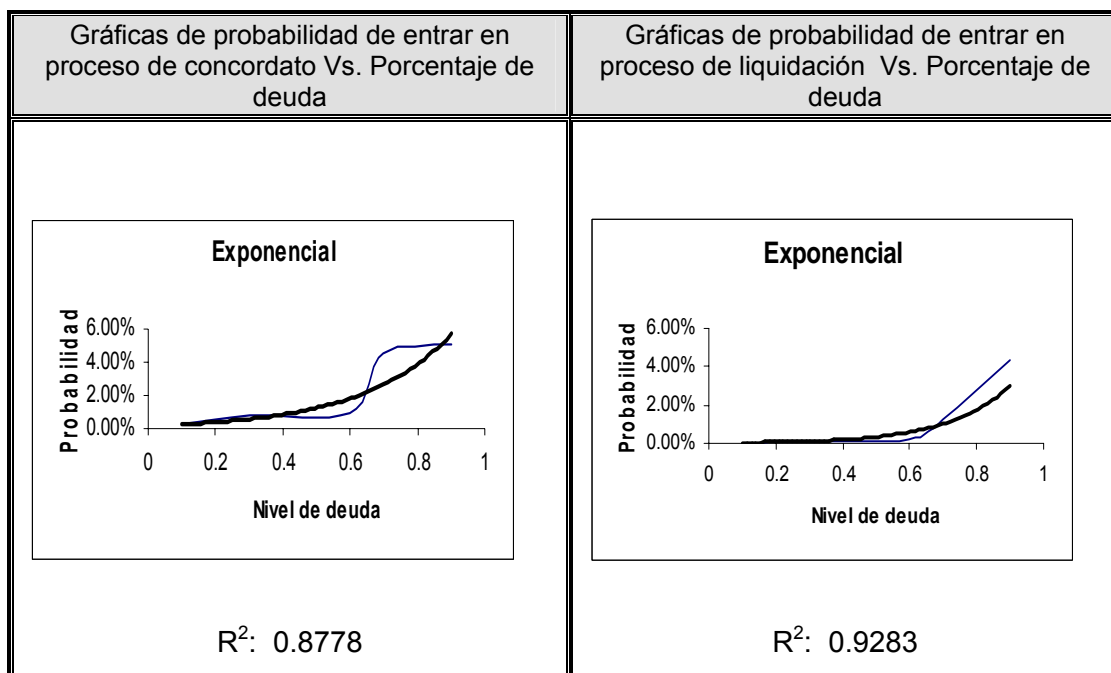 Gráficas de probabilidad de entrar en
proceso de concordato Vs. Porcentaje de
deuda
Gráficas de probabilidad de entrar en
proceso de liquidación Vs. Porcentaje de
deuda
Exponencial
Probabilidad
6.00%
4.00%
2.00%
0.00%
0 0.2 0.4 0.6 0.8 1
Nivel de deuda
R²: 0.8778
Exponencial
Probabilidad
6.00%
4.00%
2.00%
0.00%
0 0.2 0.4 0.6 0.8 1
Nivel de deuda
R²: 0.9283